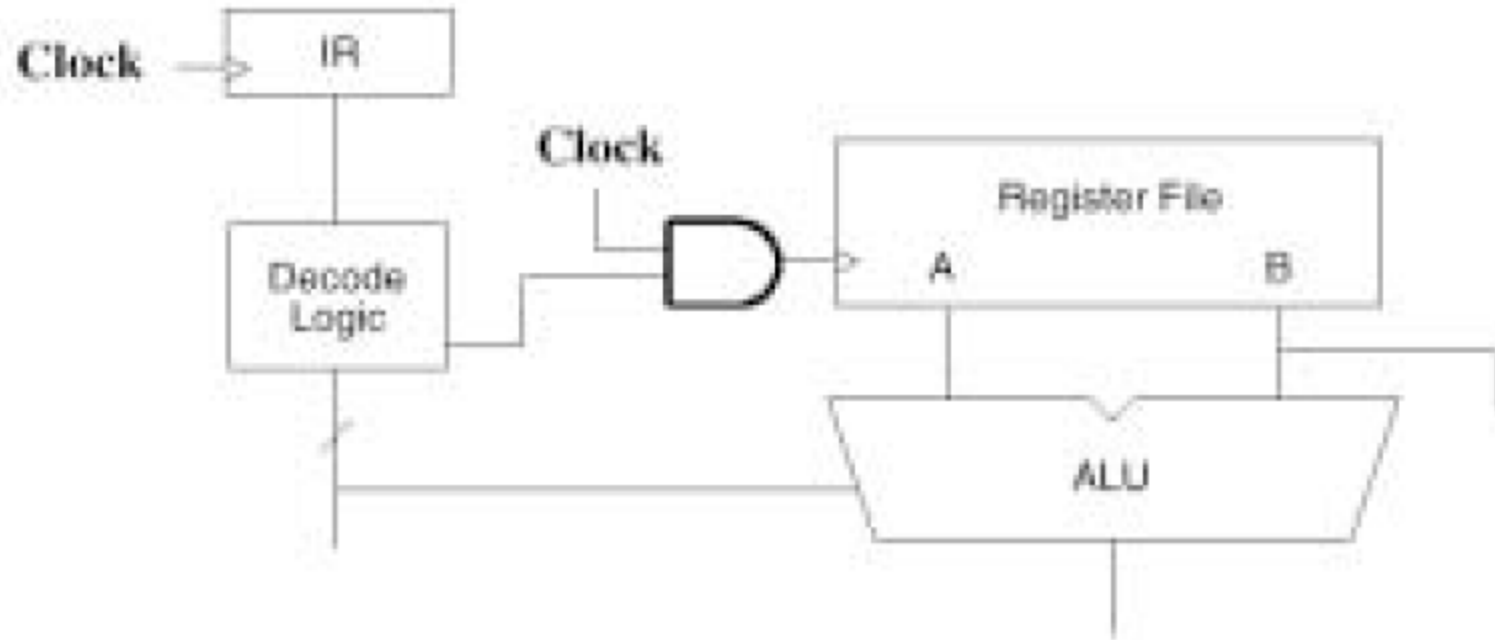 Clock
IR
Clock
Register File
A
B
Decode
Logic
ALU